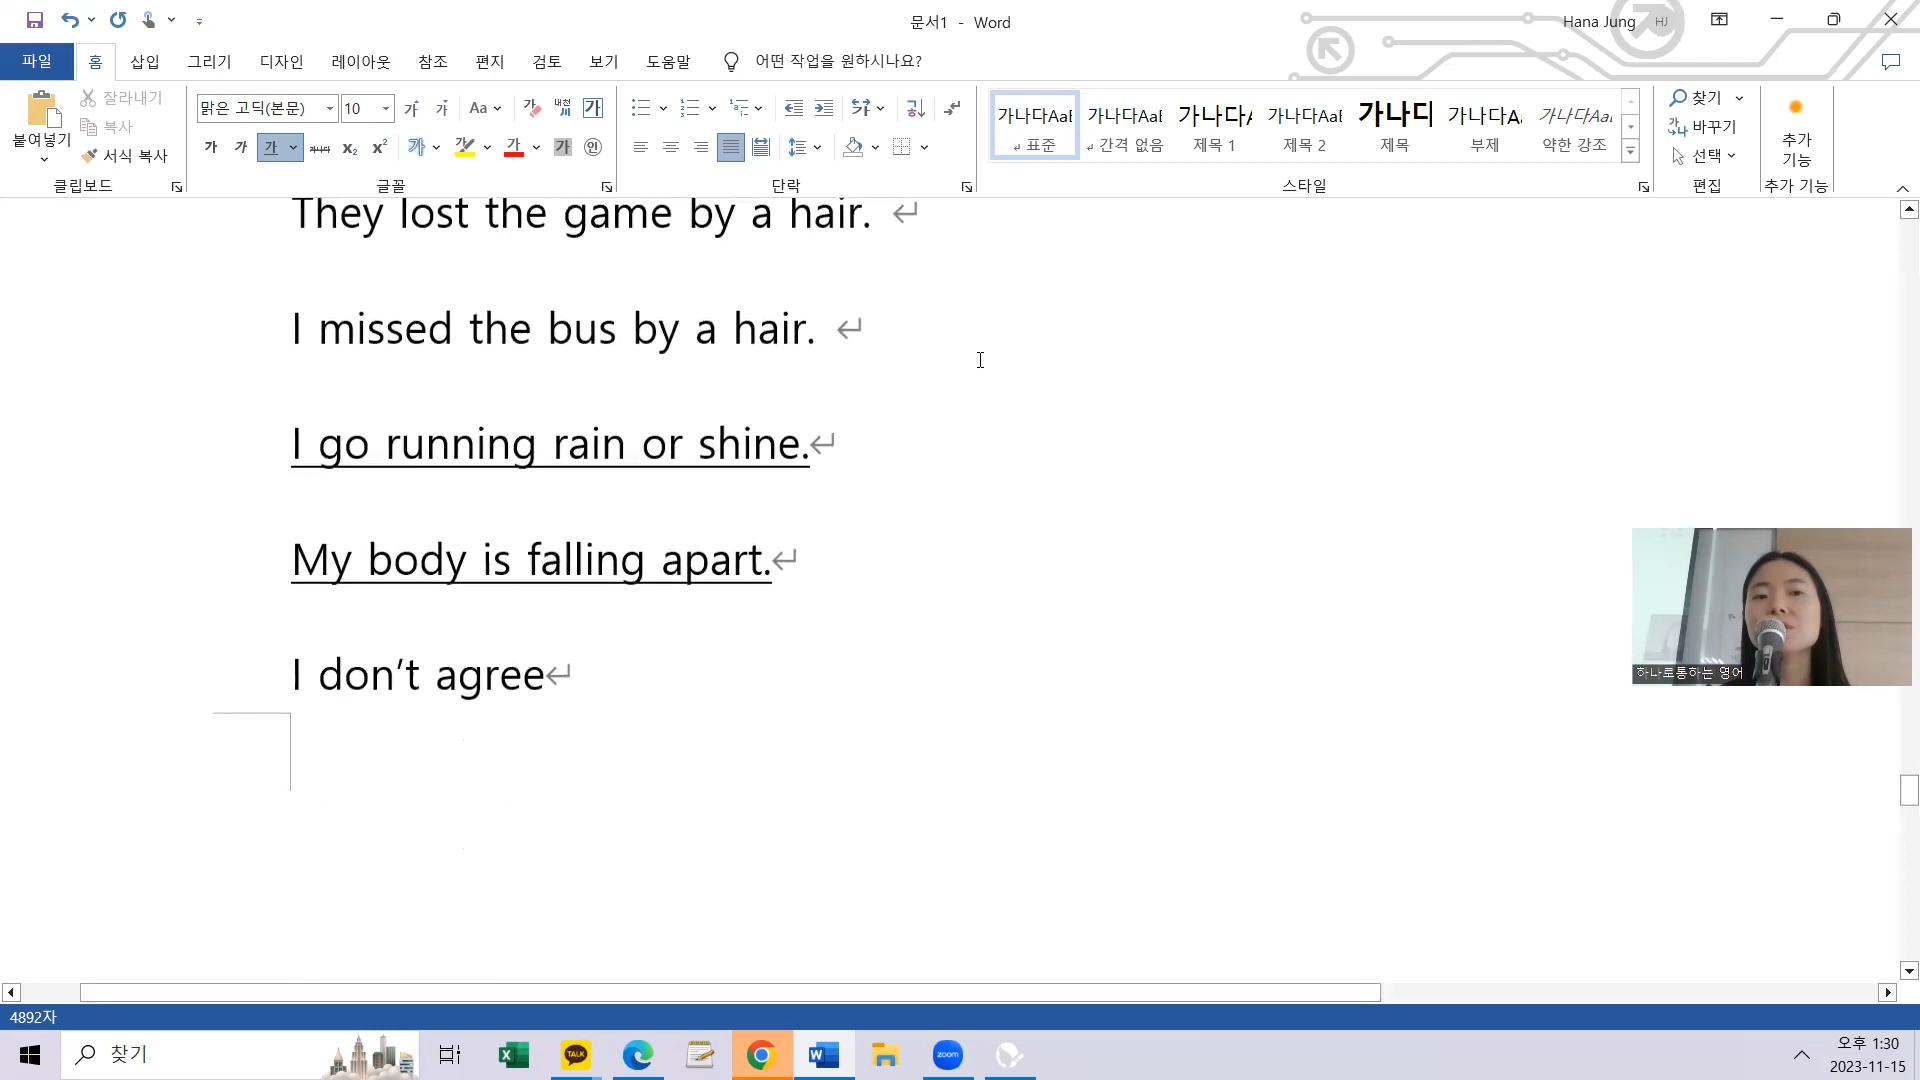 문서1 - Word
Hana Jung HJ
파일 홈 삽입 그리기 디자인 레이아웃 참조 편지 검토 보기 도움말 어떤 작업을 원하시나요?
붙여넣기
잘라내기
복사
서식 복사
클립보드
맑은 고딕(본문) 10
글꼴
단락
가나다AaB 표준
가나다AaB 간격 없음
가나다A 제목 1
가나다AaB 제목 2
가나다 제목
가나다Aa 부제
가나다Aa 약한 강조
스타일
찾기
바꾸기
선택
편집
추가 기능
추가 기능
They lost the game by a hair.
I missed the bus by a hair.
I go running rain or shine.
My body is falling apart.
I don't agree
하나로통하는 영어
4892자
찾기
TALK
zoom
오후 1:30
2023-11-15